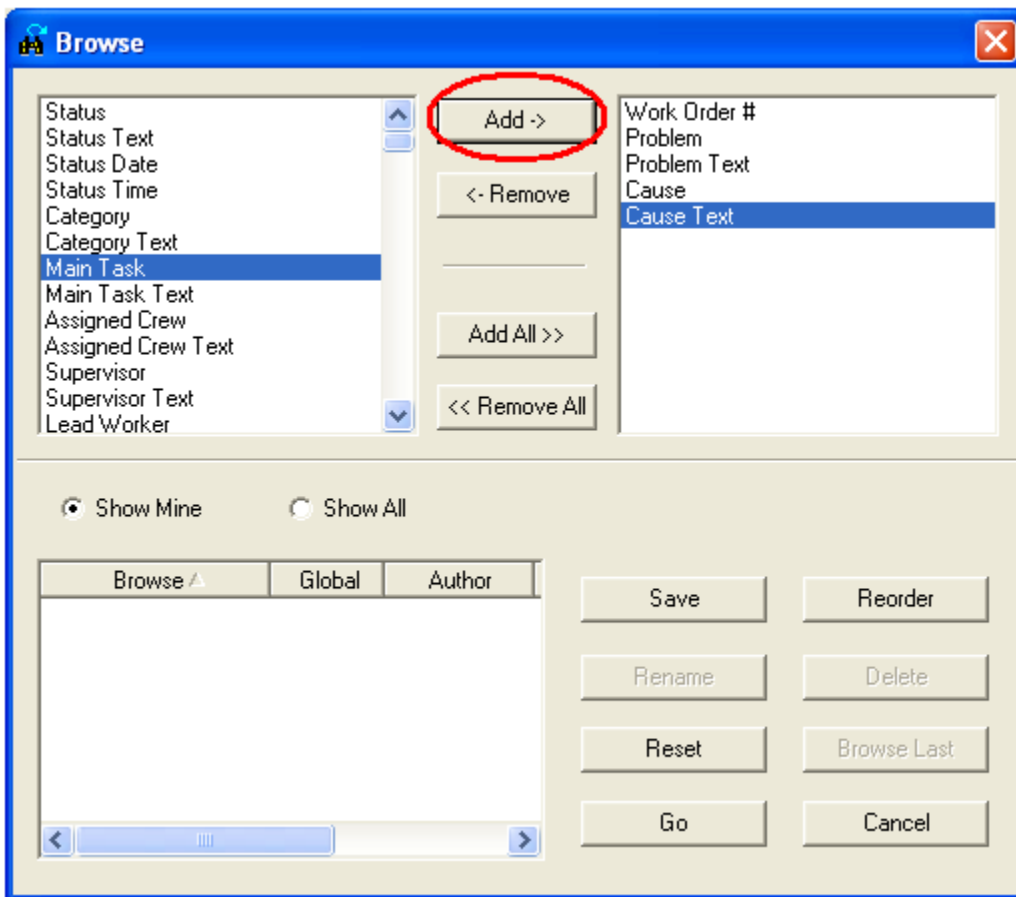 Browse
Status
Status Text
Status Date
Status Time
Category
Category Text
Main Task
Main Task Text
Assigned Crew
Assigned Crew Text
Supervisor
Supervisor Text
Lead Worker
Add ->
<- Remove
Add All >>
<< Remove All
Work Order #
Problem
Problem Text
Cause
Cause Text
Show Mine
Show All
Browse Global Author
Save
Reorder
Rename
Delete
Reset
Browse Last
Go
Cancel